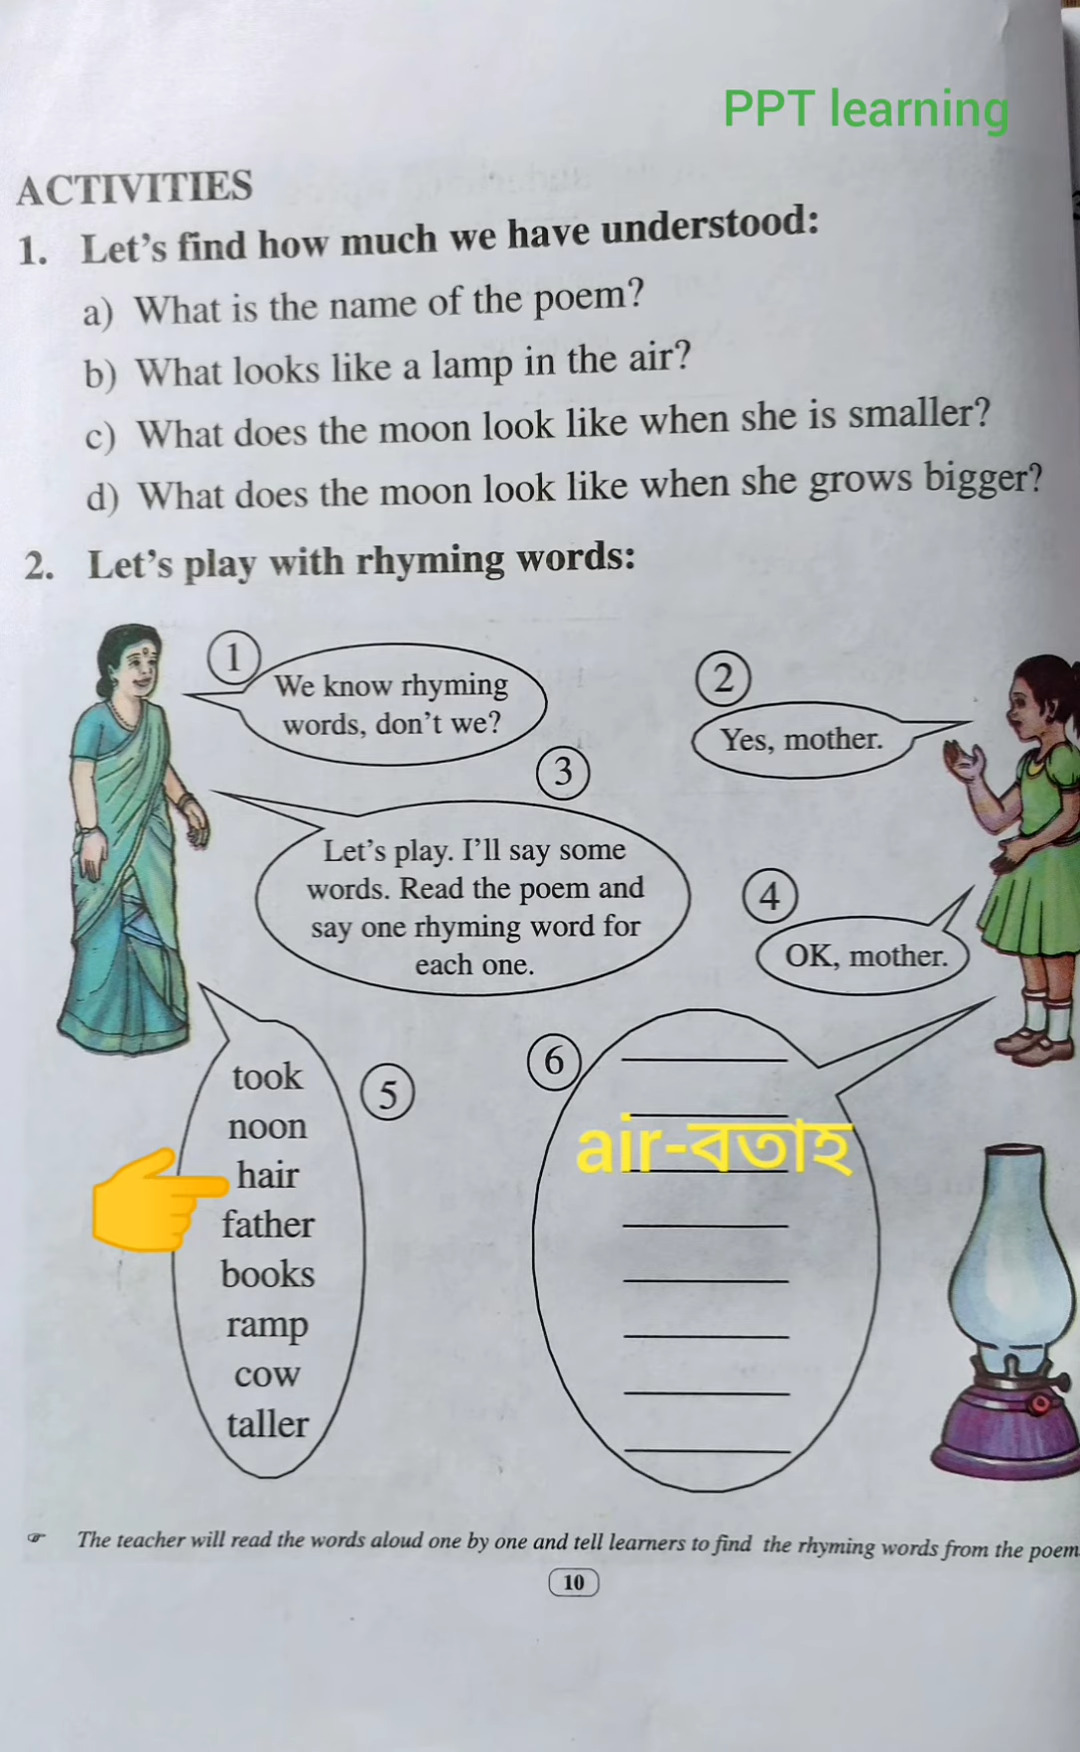 PPT learning
ACTIVITIES
1. Let's find how much we have understood:
a) What is the name of the poem?
b) What looks like a lamp in the air?
c) What does the moon look like when she is smaller?
d) What does the moon look like when she grows bigger?
2. Let's play with rhyming words:
1
We know rhyming
words, don't we?
2
Yes, mother.
3
Let's play. I'll say some
words. Read the poem and
say one rhyming word for
each one.
4
OK, mother.
5
took
noon
hair
father
books
ramp
cow
taller
6
air-বতাহ
☞ The teacher will read the words aloud one by one and tell learners to find the rhyming words from the poem
10